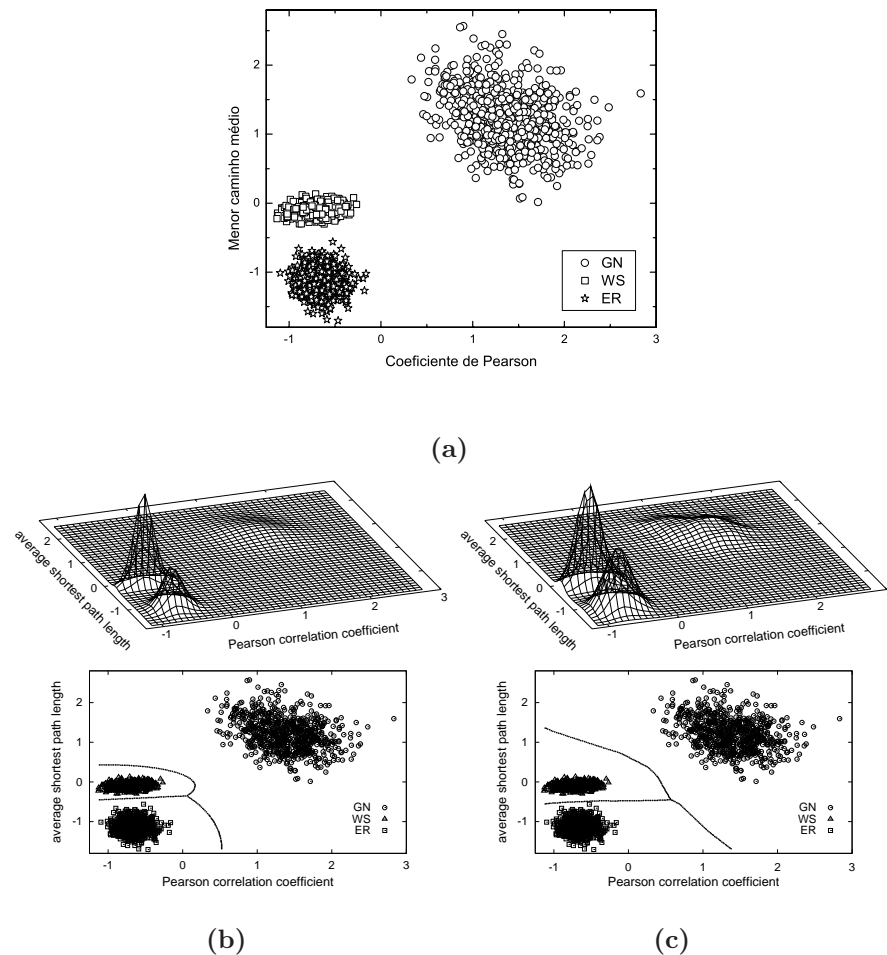 2
1
0
-1
Menor caminho médio
-1
0
1
2
3
Coeficiente de Pearson
GN
WS
ER
(a)
2
1
0
-1
average shortest path length
-1
0
1
2
3
Pearson correlation coefficient
2
1
0
-1
average shortest path length
-1
0
1
2
Pearson correlation coefficient
2
1
0
-1
average shortest path length
GN
WS
ER
-1
0
1
2
3
Pearson correlation coefficient
2
1
0
-1
average shortest path length
GN
WS
ER
-1
0
1
2
3
Pearson correlation coefficient
(b)
(c)